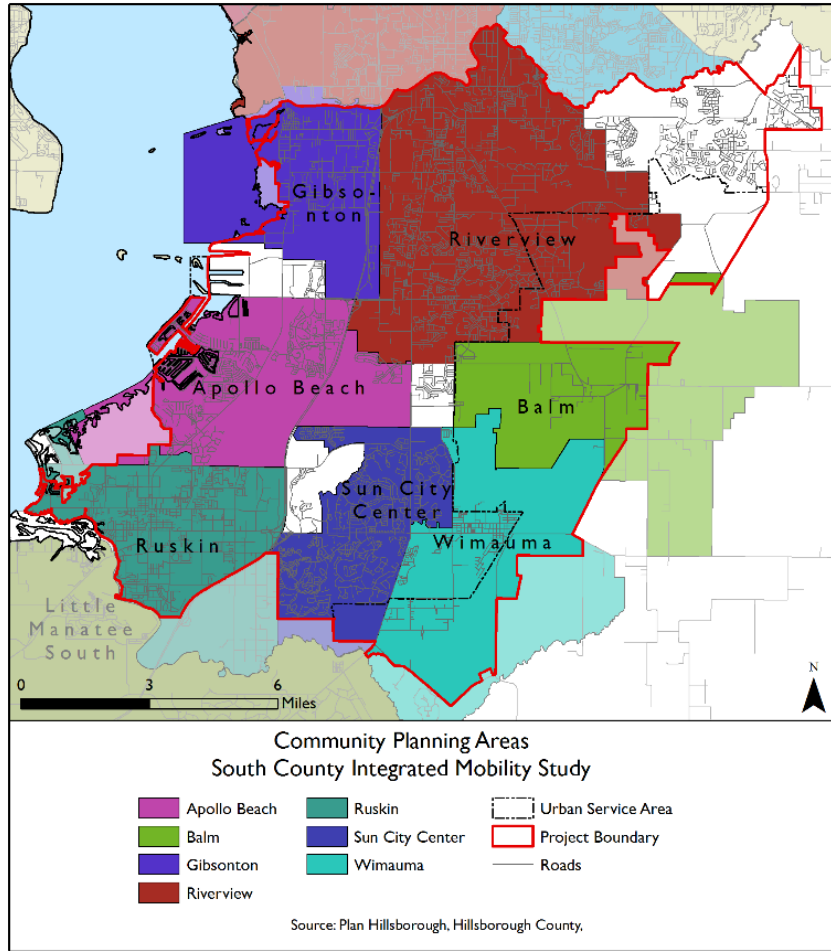 Gibso-
nton
Riverview
Apollo Beach
Balm
Sun City
Center
Ruskin
Wimauma
Little
Manatee
South
0 3 6
Miles
N
Community Planning Areas
South County Integrated Mobility Study
Apollo Beach
Balm
Gibsonton
Riverview
Ruskin
Sun City Center
Wimauma
Urban Service Area
Project Boundary
Roads
Source: Plan Hillsborough, Hillsborough County,